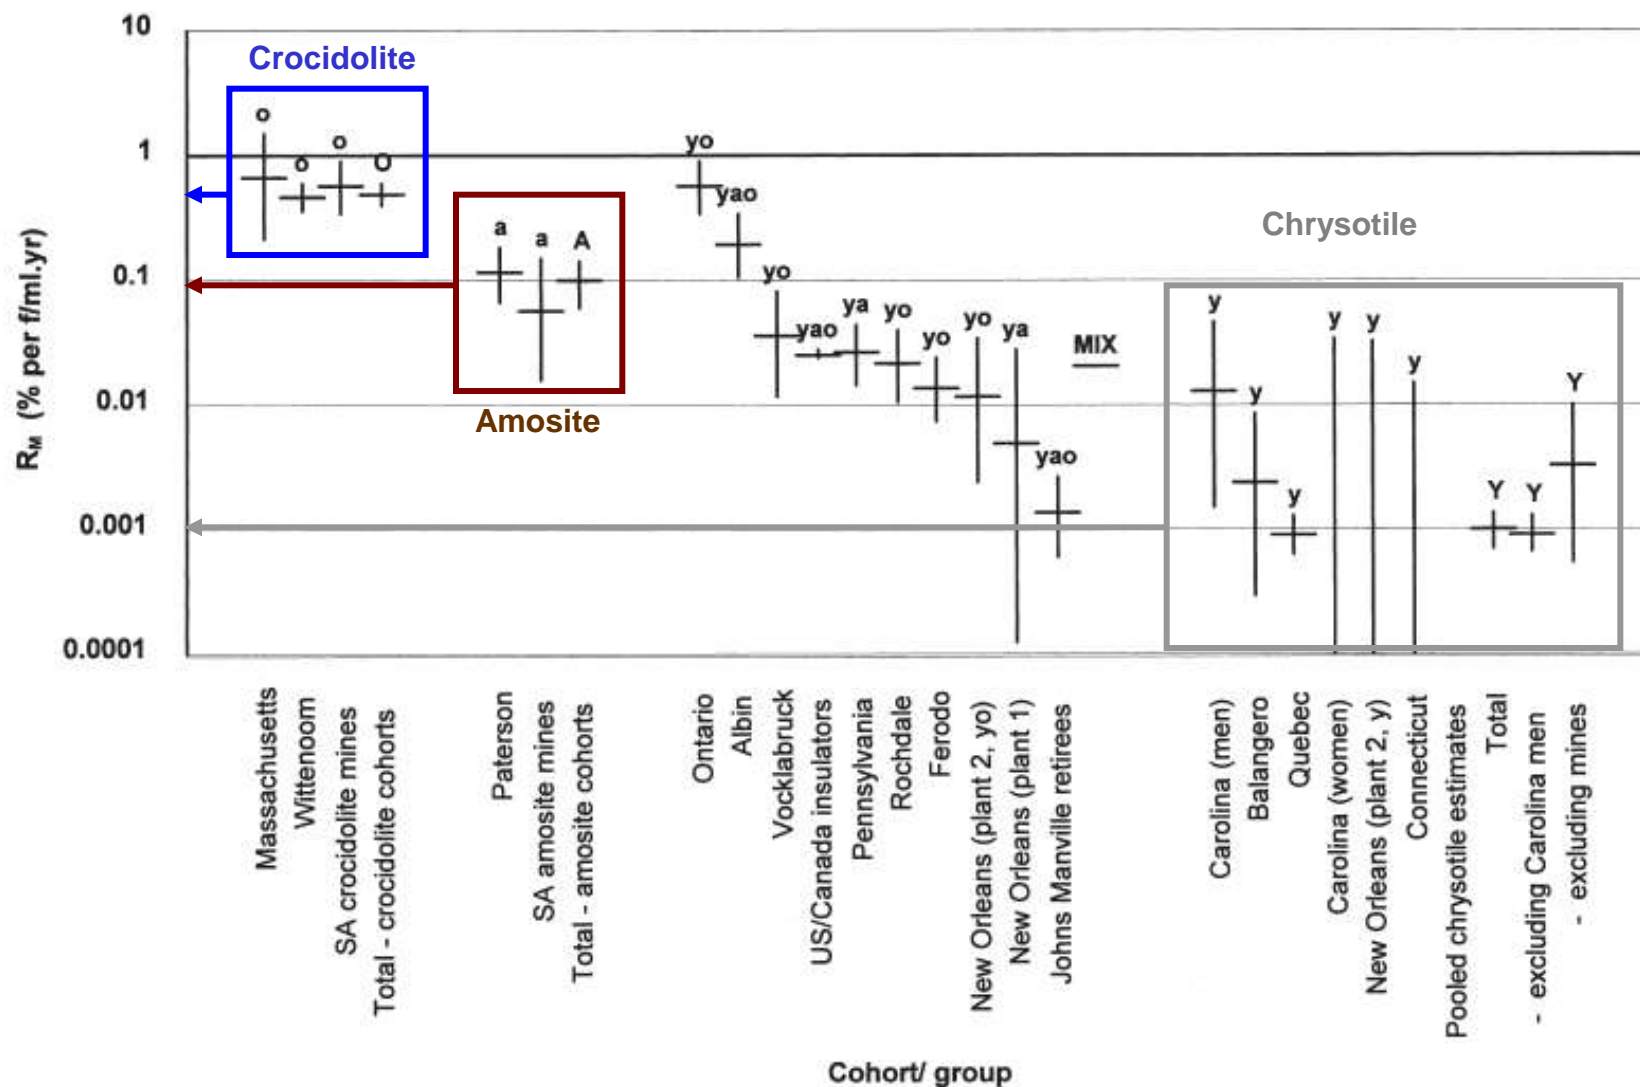 10
1
0.1
0.01
0.001
0.0001
R_M (% per f/ml.yr)
Crocidolite
o
o
o
O
Amosite
a
a
A
yo
yao
yo
yao
ya
yo
yo
yo
ya
yao
MIX
Chrysotile
y
y
y
y
y
y
Y
Y
Y
Massachusetts
Wittenoom
SA crocidolite mines
Total - crocidolite cohorts
Paterson
SA amosite mines
Total - amosite cohorts
Ontario
Albin
Vocklabruck
US/Canada insulators
Pennsylvania
Rochdale
Ferodo
New Orleans (plant 2, yo)
New Orleans (plant 1)
Johns Manville retirees
Carolina (men)
Balangero
Quebec
Carolina (women)
New Orleans (plant 2, y)
Connecticut
Pooled chrysotile estimates
Total
- excluding Carolina men
- excluding mines
Cohort/ group